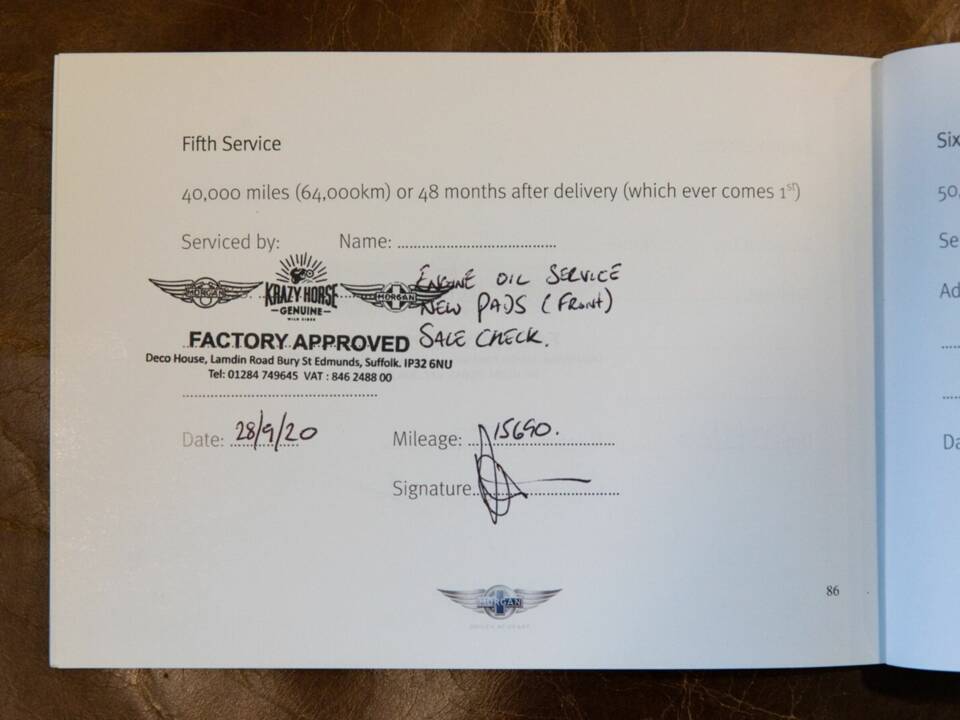 Fifth Service
40,000 miles (64,000km) or 48 months after delivery (which ever comes 1st)
Serviced by: Name: ........................................
MORGAN KRAZY HORSE MORGAN
GENUINE
ENGINE OIL SERVICE
NEW PADS (FRONT)
SALE CHECK.
FACTORY APPROVED
Deco House, Lamdin Road Bury St Edmunds, Suffolk. IP32 6NU
Tel: 01284 749645 VAT : 846 2488 00
Date: 28/9/20 Mileage: 15690.
Signature
MORGAN
86
Six
50,
Se
Ad
Da